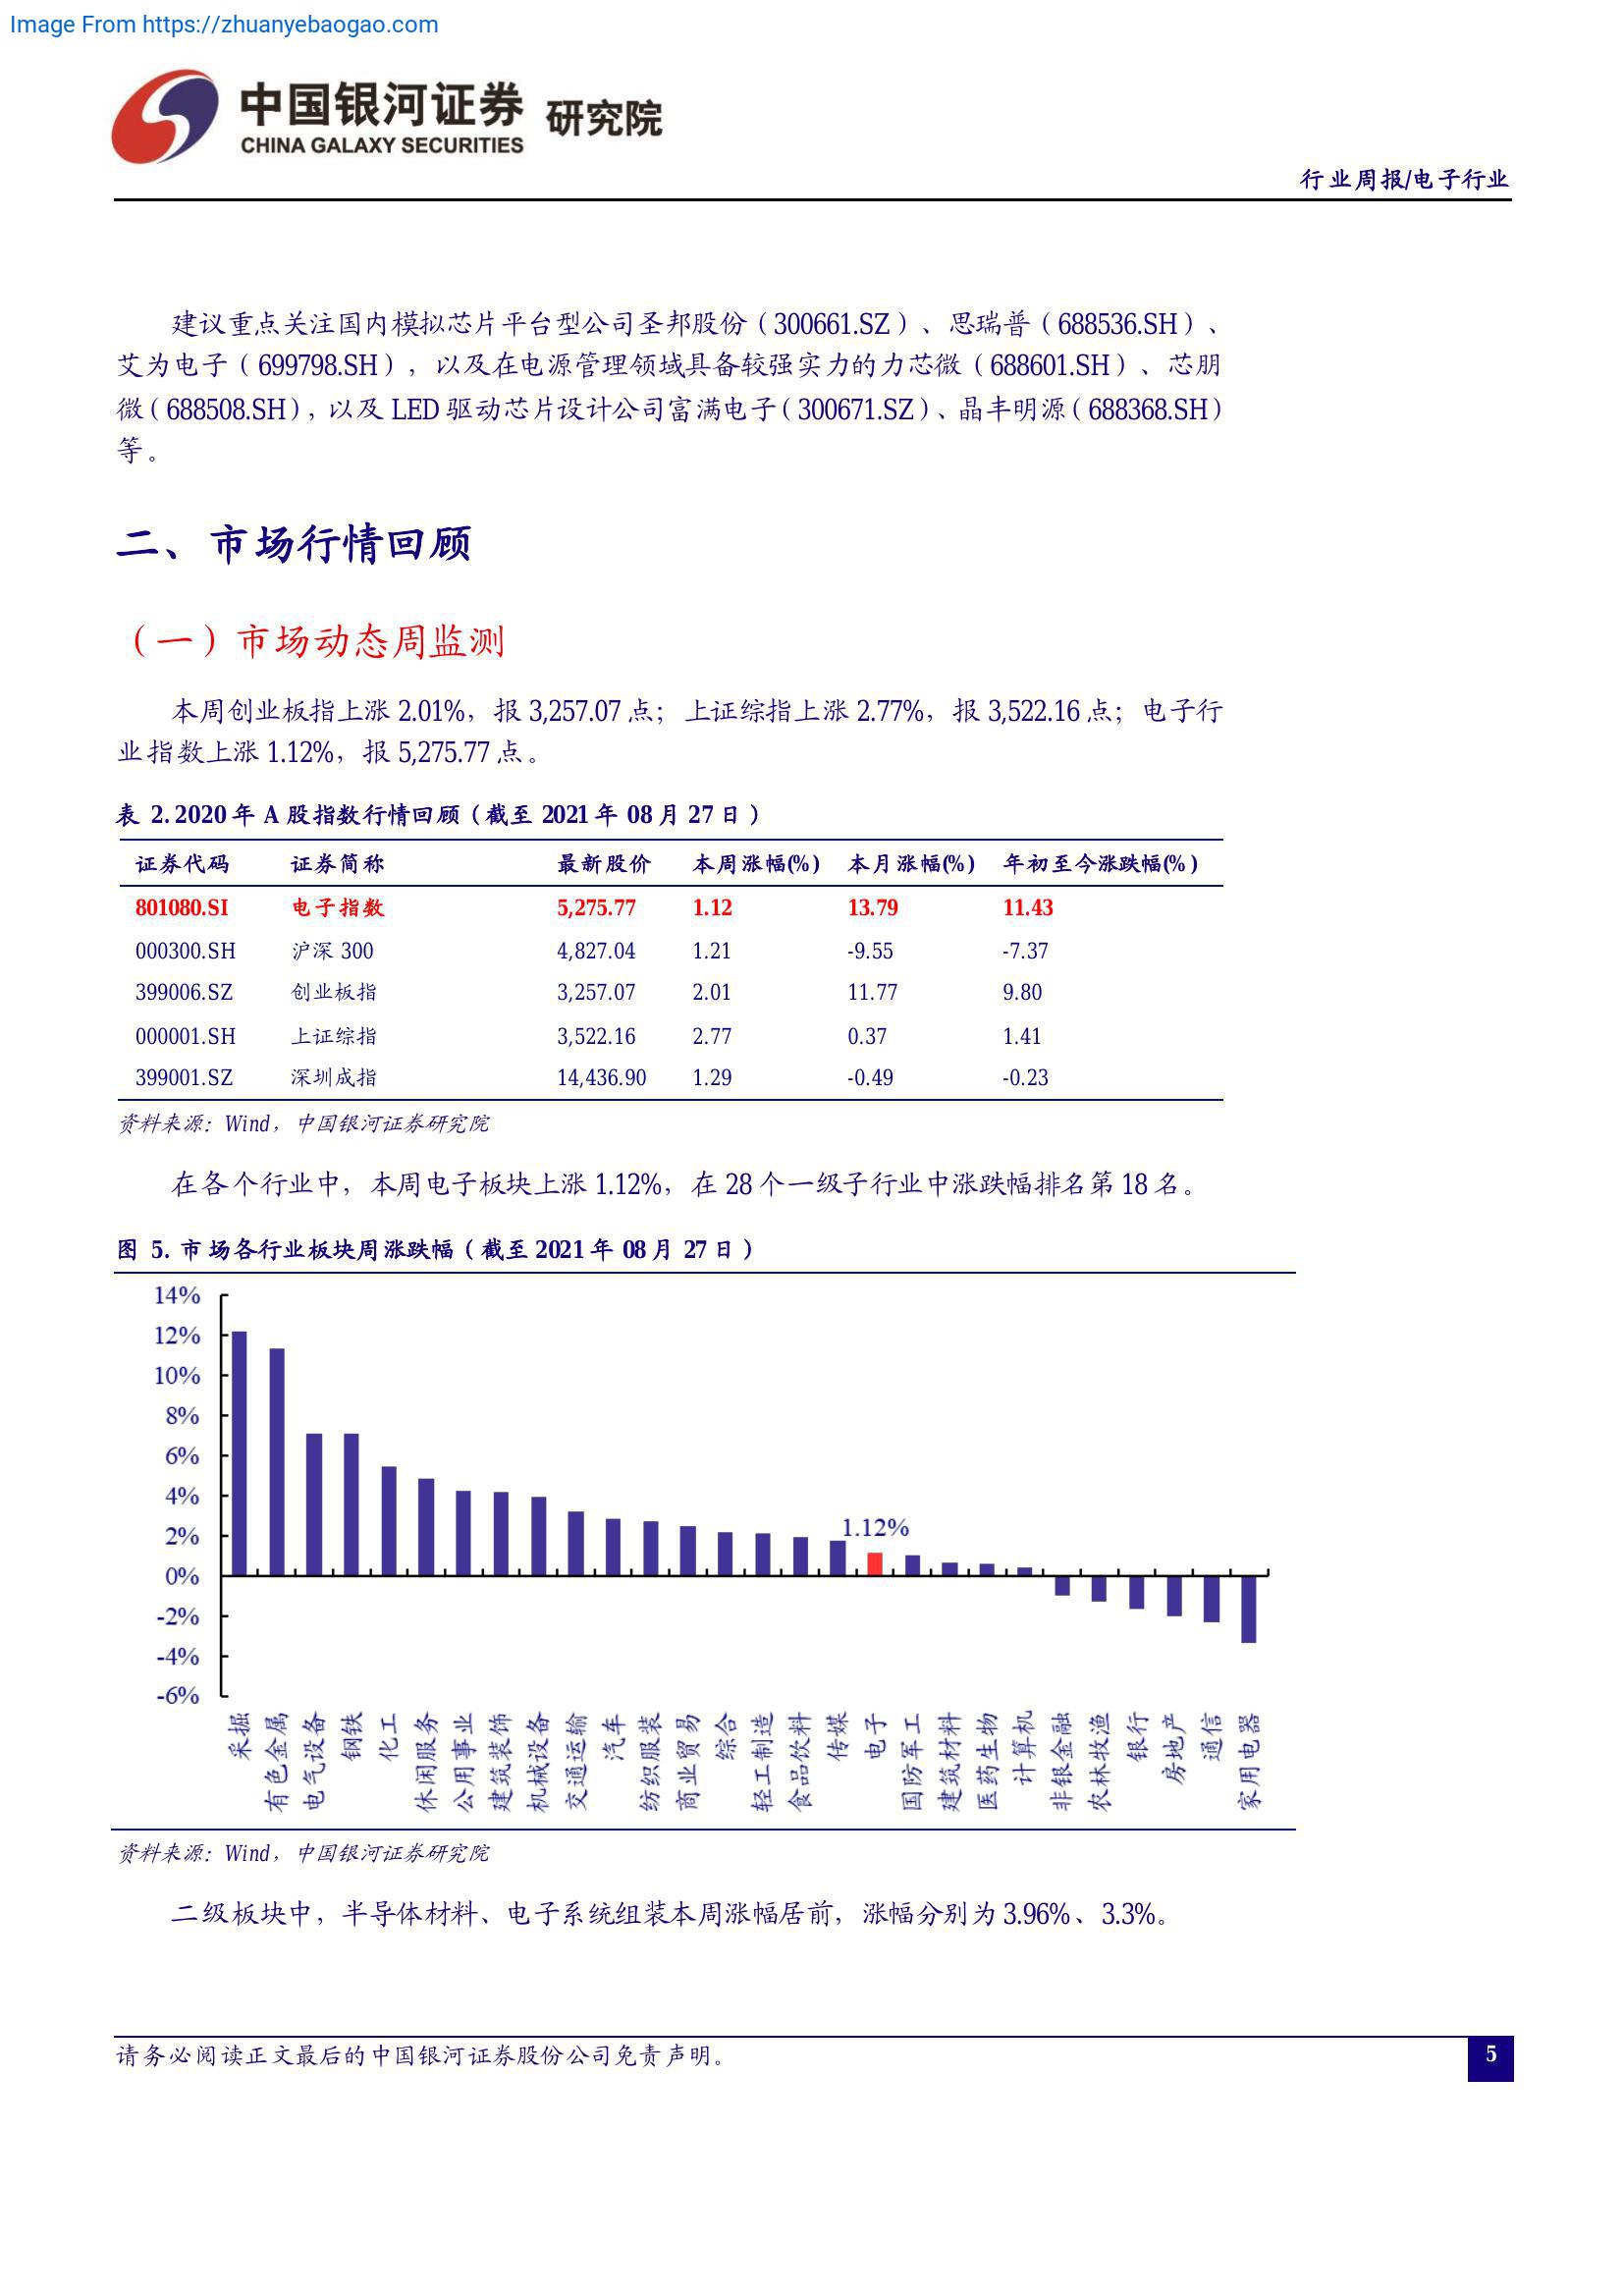 Image From https://zhuanyebaogao.com
中国银河证券 研究院
CHINA GALAXY SECURITIES
行业周报/电子行业
建议重点关注国内模拟芯片平台型公司圣邦股份（300661.SZ）、思瑞普（688536.SH）、
艾为电子（699798.SH），以及在电源管理领域具备较强实力的力芯微（688601.SH）、芯朋
微（688508.SH），以及 LED 驱动芯片设计公司富满电子（300671.SZ）、晶丰明源（688368.SH）
等。
二、市场行情回顾
（一）市场动态周监测
本周创业板指上涨 2.01%，报 3,257.07 点；上证综指上涨 2.77%，报 3,522.16 点；电子行
业指数上涨 1.12%，报 5,275.77 点。
表 2. 2020 年 A 股指数行情回顾（截至 2021 年 08 月 27 日）
证券代码 证券简称 最新股价 本周涨幅(%) 本月涨幅(%) 年初至今涨跌幅(%)
801080.SI 电子指数 5,275.77 1.12 13.79 11.43
000300.SH 沪深 300 4,827.04 1.21 -9.55 -7.37
399006.SZ 创业板指 3,257.07 2.01 11.77 9.80
000001.SH 上证综指 3,522.16 2.77 0.37 1.41
399001.SZ 深圳成指 14,436.90 1.29 -0.49 -0.23
资料来源：Wind，中国银河证券研究院
在各个行业中，本周电子板块上涨 1.12%，在 28 个一级子行业中涨跌幅排名第 18 名。
图 5. 市场各行业板块周涨跌幅（截至 2021 年 08 月 27 日）
14%
12%
10%
8%
6%
4%
2%
0%
-2%
-4%
-6%
1.12%
采掘
有色金属
电气设备
钢铁
化工
休闲服务
公用事业
建筑装饰
机械设备
交通运输
汽车
纺织服装
商业贸易
综合
轻工制造
食品饮料
传媒
电子
国防军工
建筑材料
医药生物
计算机
非银金融
农林牧渔
银行
房地产
通信
家用电器
资料来源：Wind，中国银河证券研究院
二级板块中，半导体材料、电子系统组装本周涨幅居前，涨幅分别为 3.96%、3.3%。
请务必阅读正文最后的中国银河证券股份公司免责声明。
5